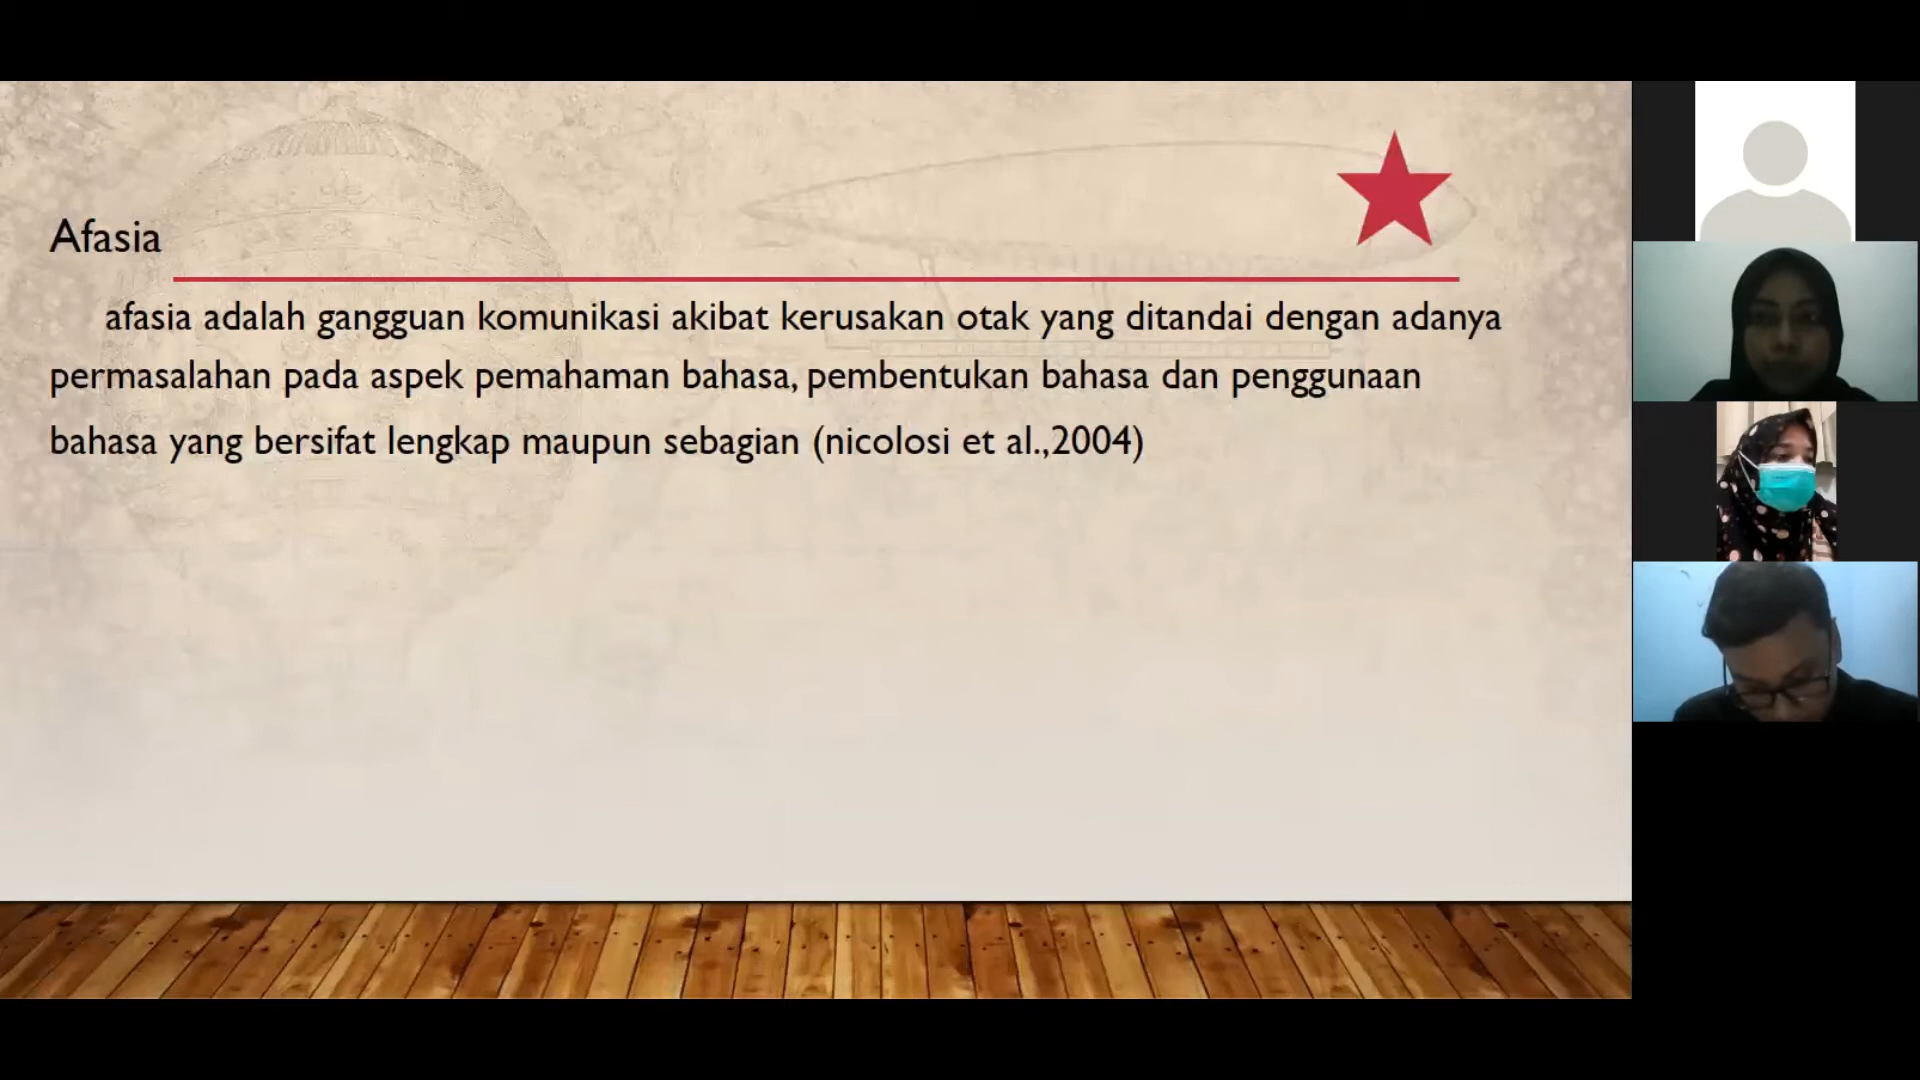 Afasia
afasia adalah gangguan komunikasi akibat kerusakan otak yang ditandai dengan adanya
permasalahan pada aspek pemahaman bahasa, pembentukan bahasa dan penggunaan
bahasa yang bersifat lengkap maupun sebagian (nicolosi et al.,2004)